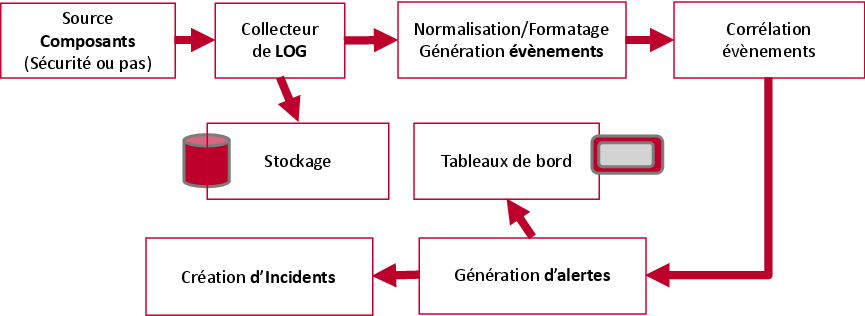 Source
Composants
(Sécurité ou pas)
Collecteur
de LOG
Normalisation/Formatage
Génération évènements
Corrélation
évènements
Stockage
Tableaux de bord
Création d'Incidents
Génération d'alertes